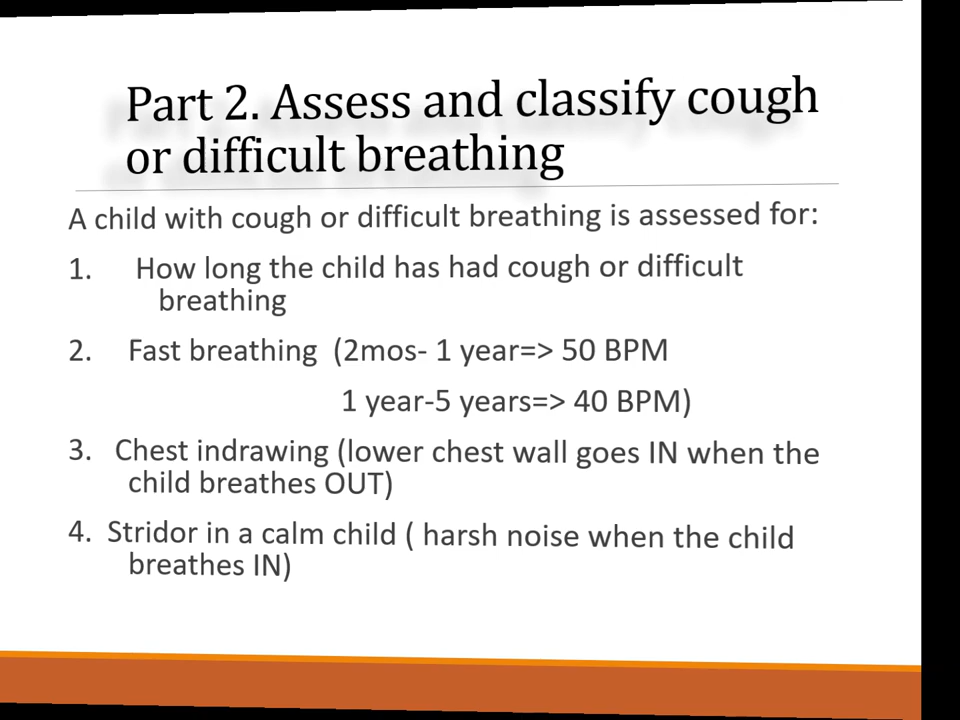 Part 2. Assess and classify cough
or difficult breathing
A child with cough or difficult breathing is assessed for:
1. How long the child has had cough or difficult
breathing
2. Fast breathing (2mos- 1 year=> 50 BPM
1 year-5 years=> 40 BPM)
3. Chest indrawing (lower chest wall goes IN when the
child breathes OUT)
4. Stridor in a calm child ( harsh noise when the child
breathes IN)